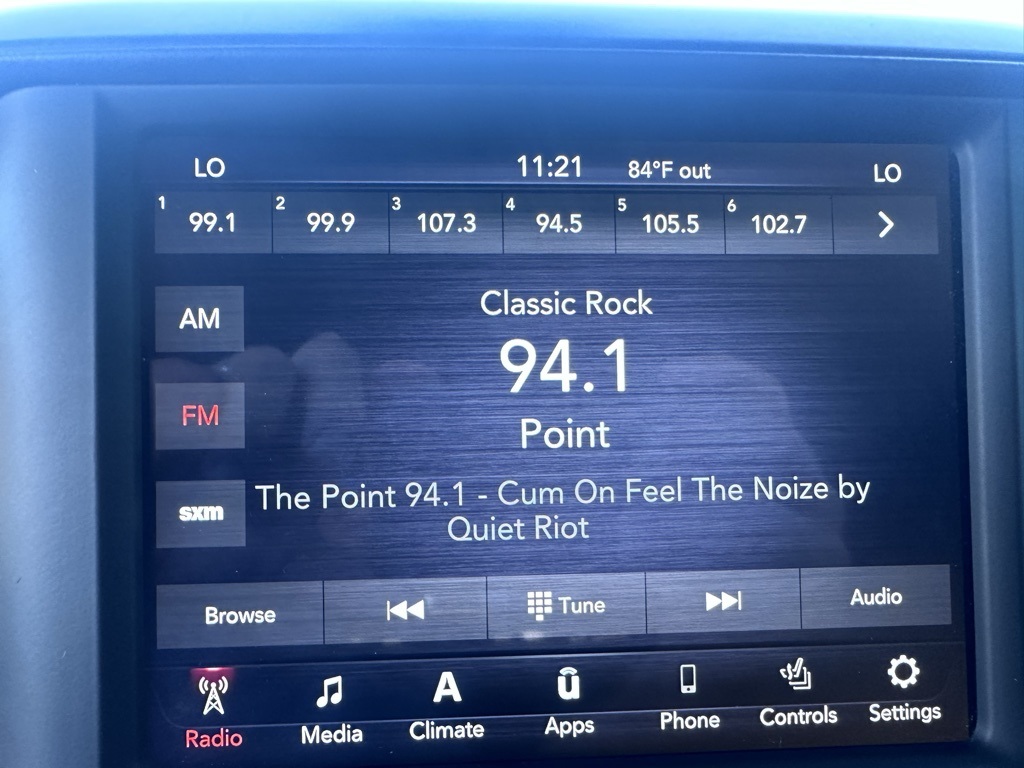 LO 11:21 84°F out LO
1 99.1 2 99.9 3 107.3 4 94.5 5 105.5 6 102.7
AM
Classic Rock
94.1
FM
Point
sxm
The Point 94.1 - Cum On Feel The Noize by
Quiet Riot
Browse Tune Audio
Radio Media A Climate ū Apps Phone Controls Settings